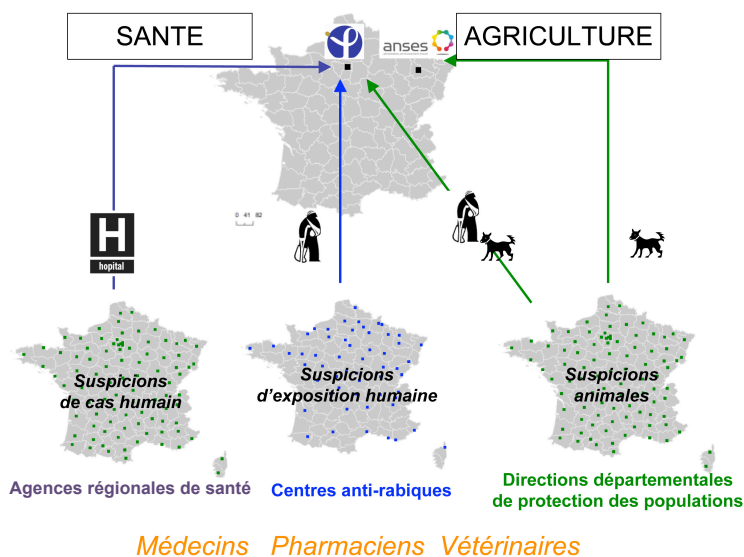 SANTE
anses
AGRICULTURE
0 41 82
H
hopital
Suspicions
de cas humain
Suspicions
d'exposition humaine
Suspicions
animales
Agences régionales de santé
Centres anti-rabiques
Directions départementales
de protection des populations
Médecins Pharmaciens Vétérinaires